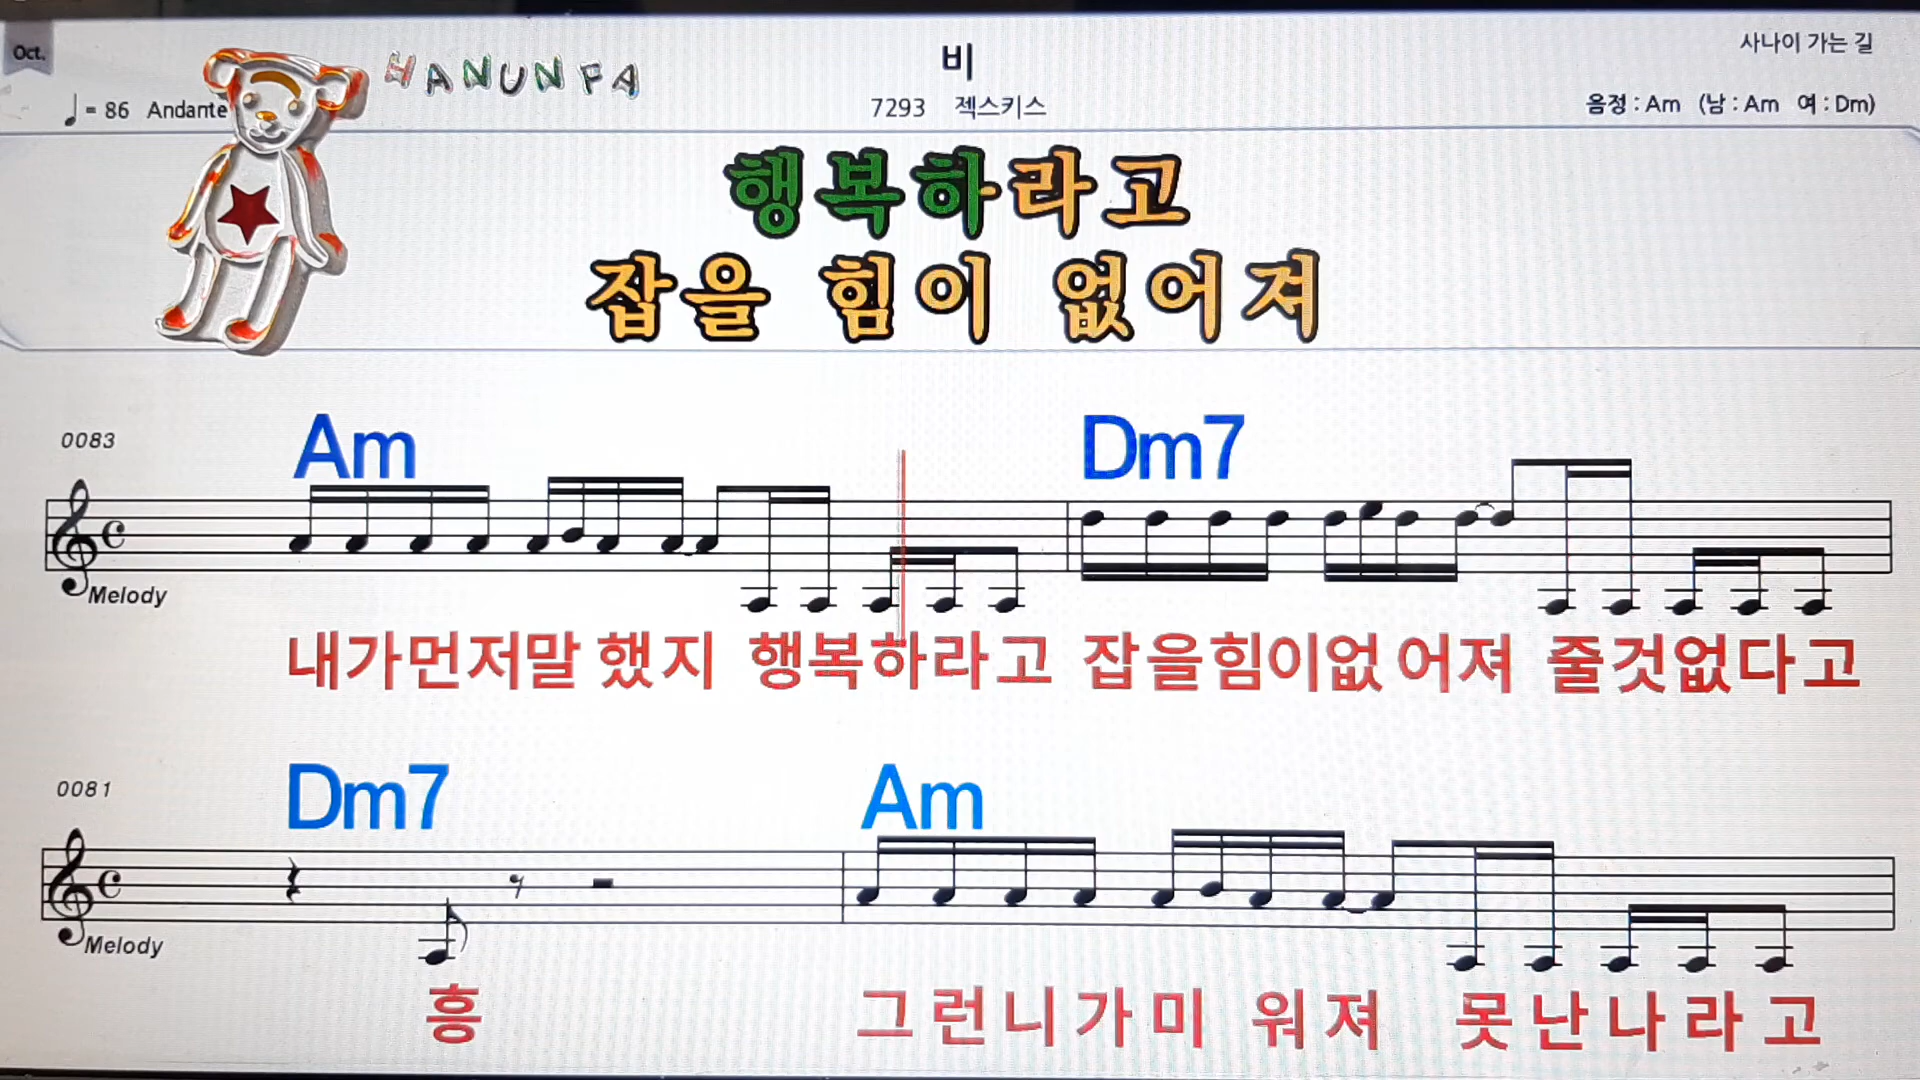 Oct.
HANUNFA
비
사나이 가는 길
♩ = 86 Andante
7293 젝스키스
음정 : Am (남 : Am 여 : Dm)
행복하라고
잡을 힘이 없어져
0083
Am Dm7
Melody
내가먼저말 했지 행복하라고 잡을힘이없 어져 줄것없다고
0081
Dm7 Am
Melody
흥 그런니가미 워져 못난나라고